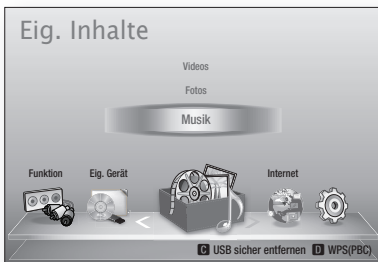 Eig. Inhalte
Videos
Fotos
Musik
Funktion Eig. Gerät Internet
C USB sicher entfernen D WPS(PBC)